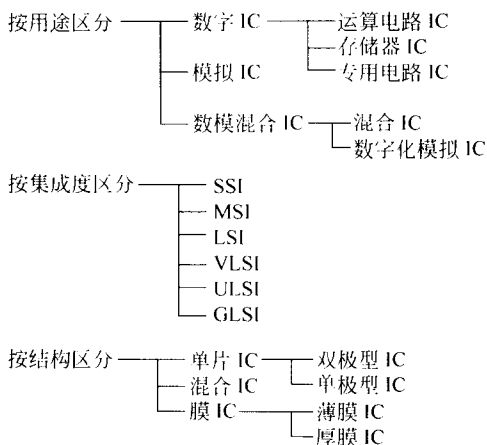 按用途区分 数字 IC 运算电路 IC
存储器 IC
模拟 IC 专用电路 IC
数模混合 IC 混合 IC
数字化模拟 IC
按集成度区分 SSI
MSI
LSI
VLSI
ULSI
GLSI
按结构区分 单片 IC 双极型 IC
混合 IC 单极型 IC
膜 IC 薄膜 IC
厚膜 IC